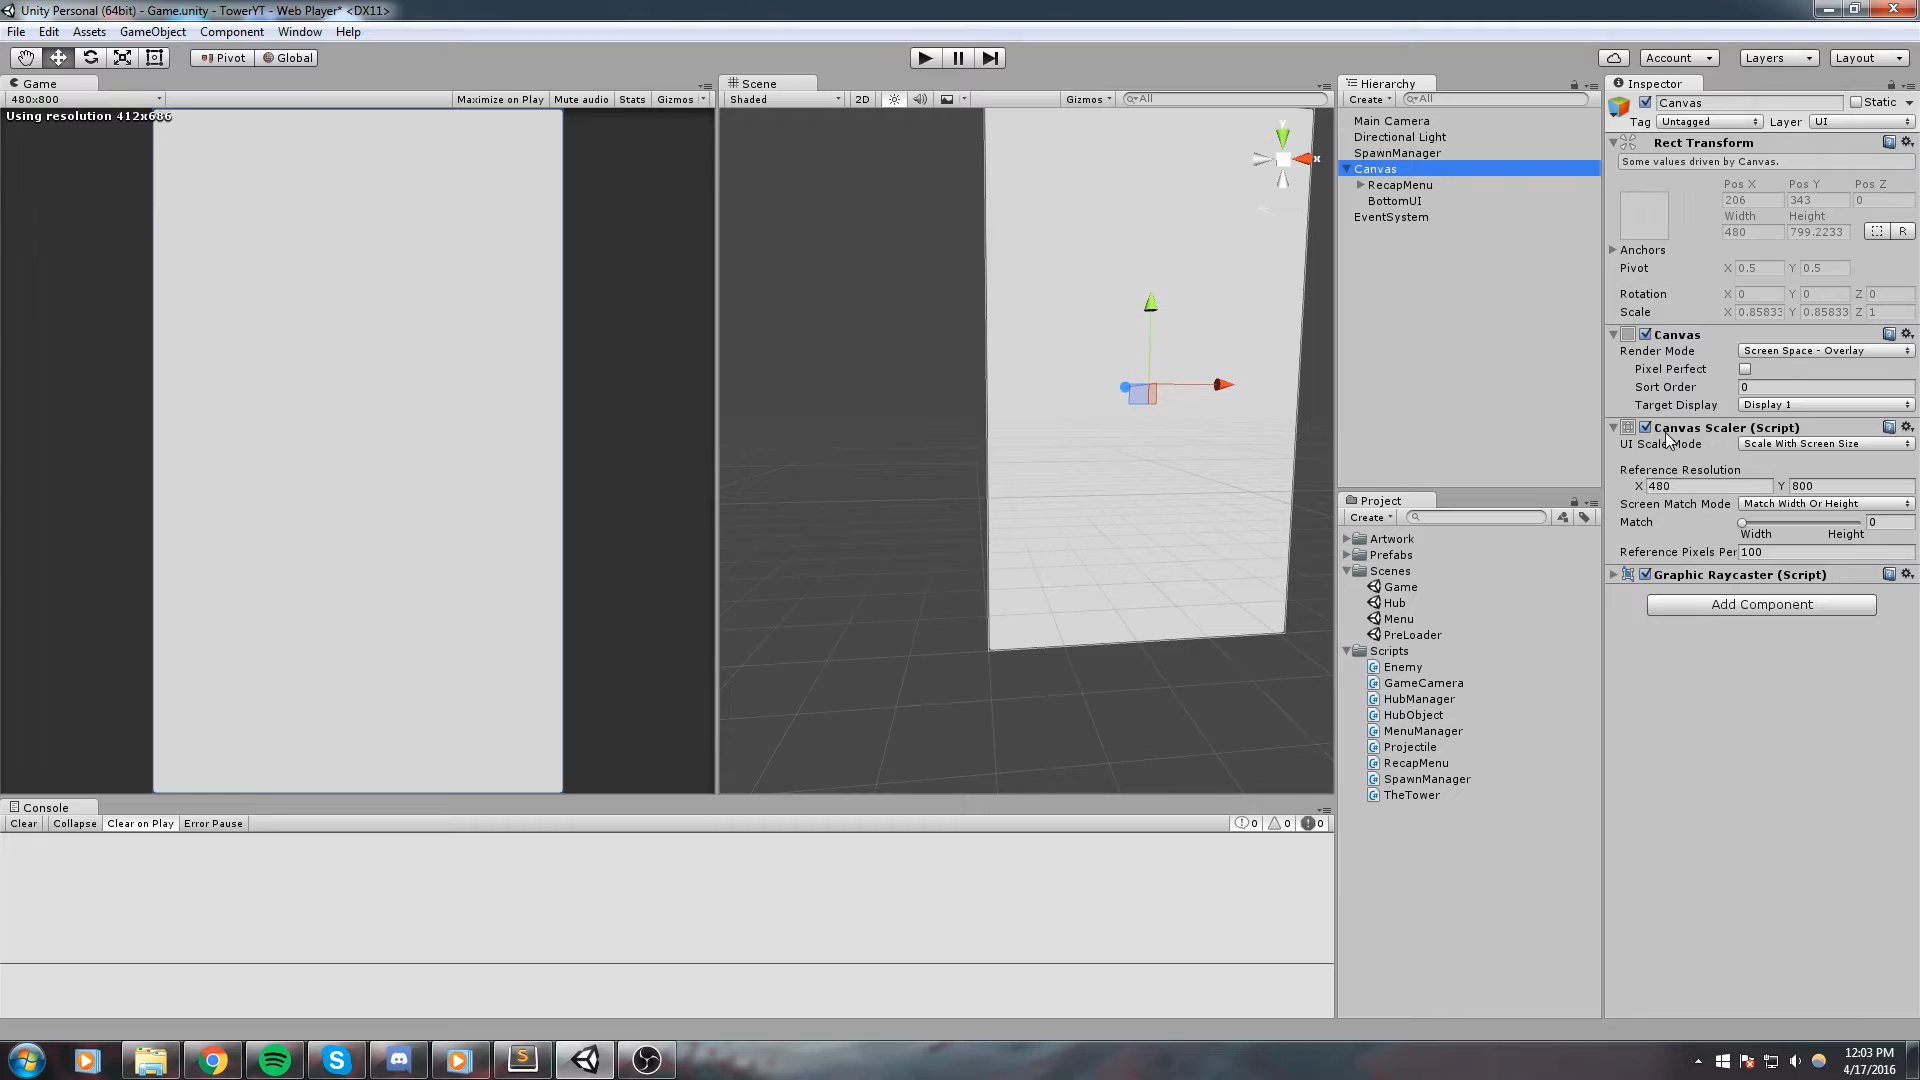 Unity Personal (64bit) - Game.unity - TowerYT - Web Player* <DX11>
File Edit Assets GameObject Component Window Help
Pivot Global Account Layers Layout
Game
480x800 Maximize on Play Mute audio Stats Gizmos
Using resolution 412x686
Scene
Shaded 2D Gizmos All
y
x
Hierarchy
Create All
Main Camera
Directional Light
SpawnManager
Canvas
RecapMenu
BottomUI
EventSystem
Project
Create
Artwork
Prefabs
Scenes
Game
Hub
Menu
PreLoader
Scripts
Enemy
GameCamera
HubManager
HubObject
MenuManager
Projectile
RecapMenu
SpawnManager
TheTower
Inspector
Canvas Static
Tag Untagged Layer UI
Rect Transform
Some values driven by Canvas.
Pos X Pos Y Pos Z
206 343 0
Width Height
480 799.2233 R
Anchors
Pivot X 0.5 Y 0.5
Rotation X 0 Y 0 Z 0
Scale X 0.85833 Y 0.85833 Z 1
Canvas
Render Mode Screen Space - Overlay
Pixel Perfect
Sort Order 0
Target Display Display 1
Canvas Scaler (Script)
UI Scale Mode Scale With Screen Size
Reference Resolution
X 480 Y 800
Screen Match Mode Match Width Or Height
Match 0
Width Height
Reference Pixels Per 100
Graphic Raycaster (Script)
Add Component
Console
Clear Collapse Clear on Play Error Pause 0 0 0
12:03 PM
4/17/2016